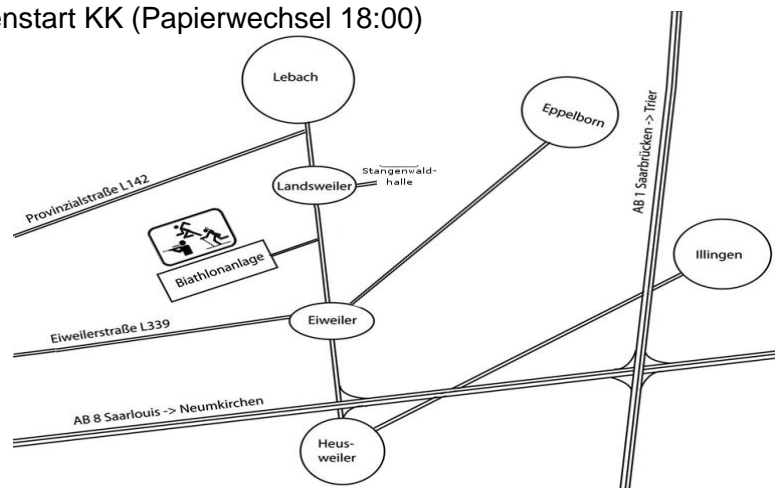 enstart KK (Papierwechsel 18:00)
Lebach
Eppelborn
AB 1 Saarbrücken -> Trier
Provinzialstraße L142
Landsweiler
Stangenwald-
halle
Illingen
Biathlonanlage
Eiweiler
Eiweilerstraße L339
AB 8 Saarlouis -> Neumkirchen
Heus-
weiler